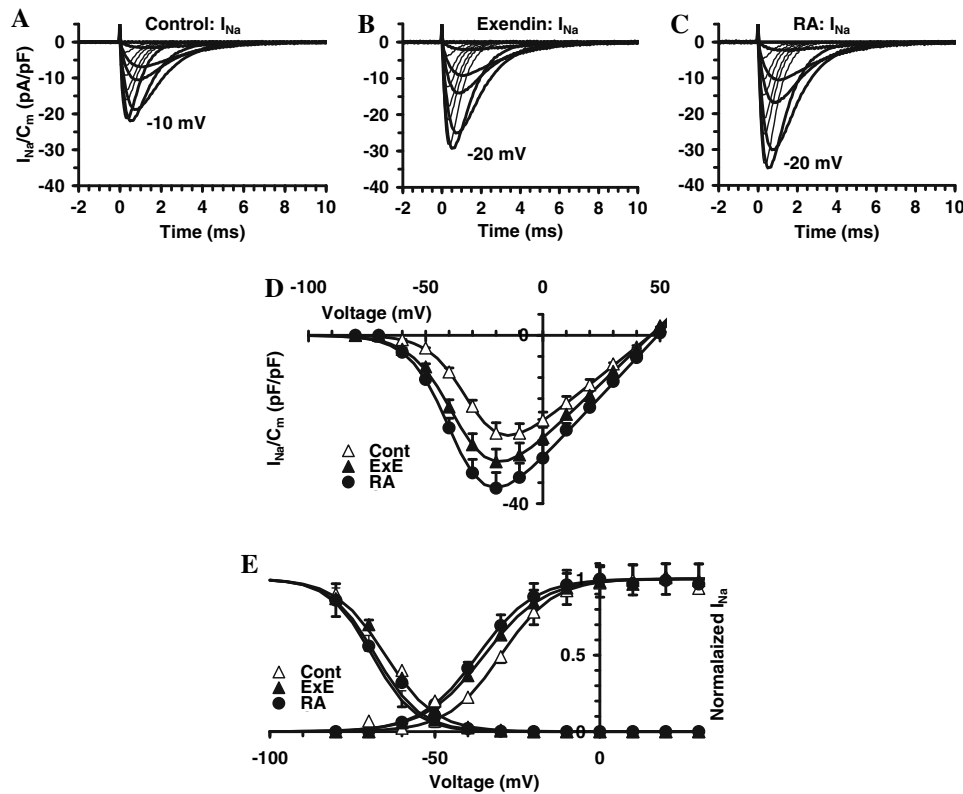 A
Control: I_Na
B
Exendin: I_Na
C
RA: I_Na
I_Na/C_m (pA/pF)
0
-10
-20
-30
-40
-10 mV
-2 0 2 4 6 8 10
Time (ms)
0
-10
-20
-30
-40
-20 mV
-2 0 2 4 6 8 10
Time (ms)
0
-10
-20
-30
-40
-20 mV
-2 0 2 4 6 8 10
Time (ms)
D
-100 -50 0 50
Voltage (mV)
0
-40
I_Na/C_m (pF/pF)
Cont
ExE
RA
E
1
0.5
0
Normalaized I_Na
Cont
ExE
RA
-100 -50 0
Voltage (mV)